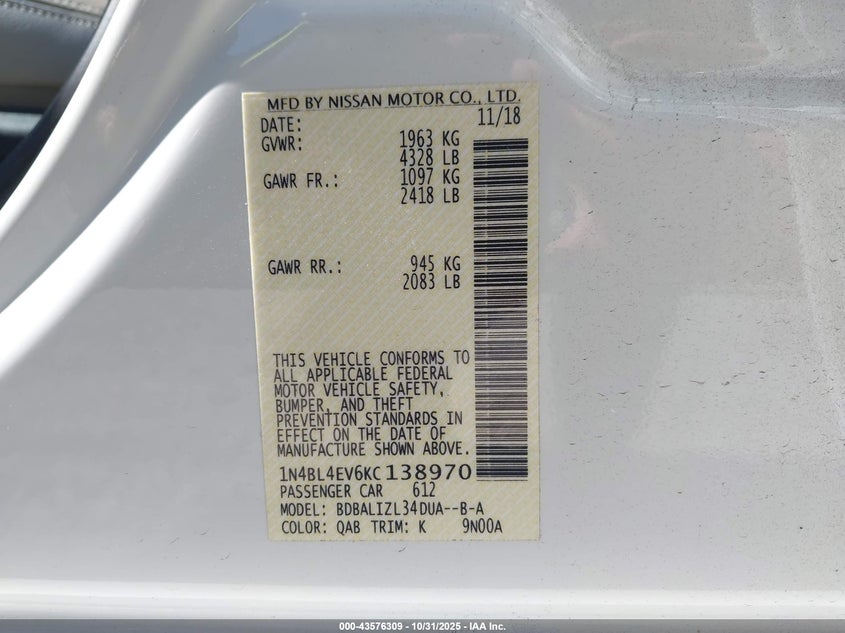 MFD BY NISSAN MOTOR CO., LTD.
DATE: 11/18
GVWR: 1963 KG
4328 LB
GAWR FR.: 1097 KG
2418 LB
GAWR RR.: 945 KG
2083 LB
THIS VEHICLE CONFORMS TO
ALL APPLICABLE FEDERAL
MOTOR VEHICLE SAFETY,
BUMPER, AND THEFT
PREVENTION STANDARDS IN
EFFECT ON THE DATE OF
MANUFACTURE SHOWN ABOVE.
1N4BL4EV6KC138970
PASSENGER CAR 612
MODEL: BDBALIZL34DUA--B-A
COLOR: QAB TRIM: K 9N00A
000-43576309 - 10/31/2025 - IAA Inc.